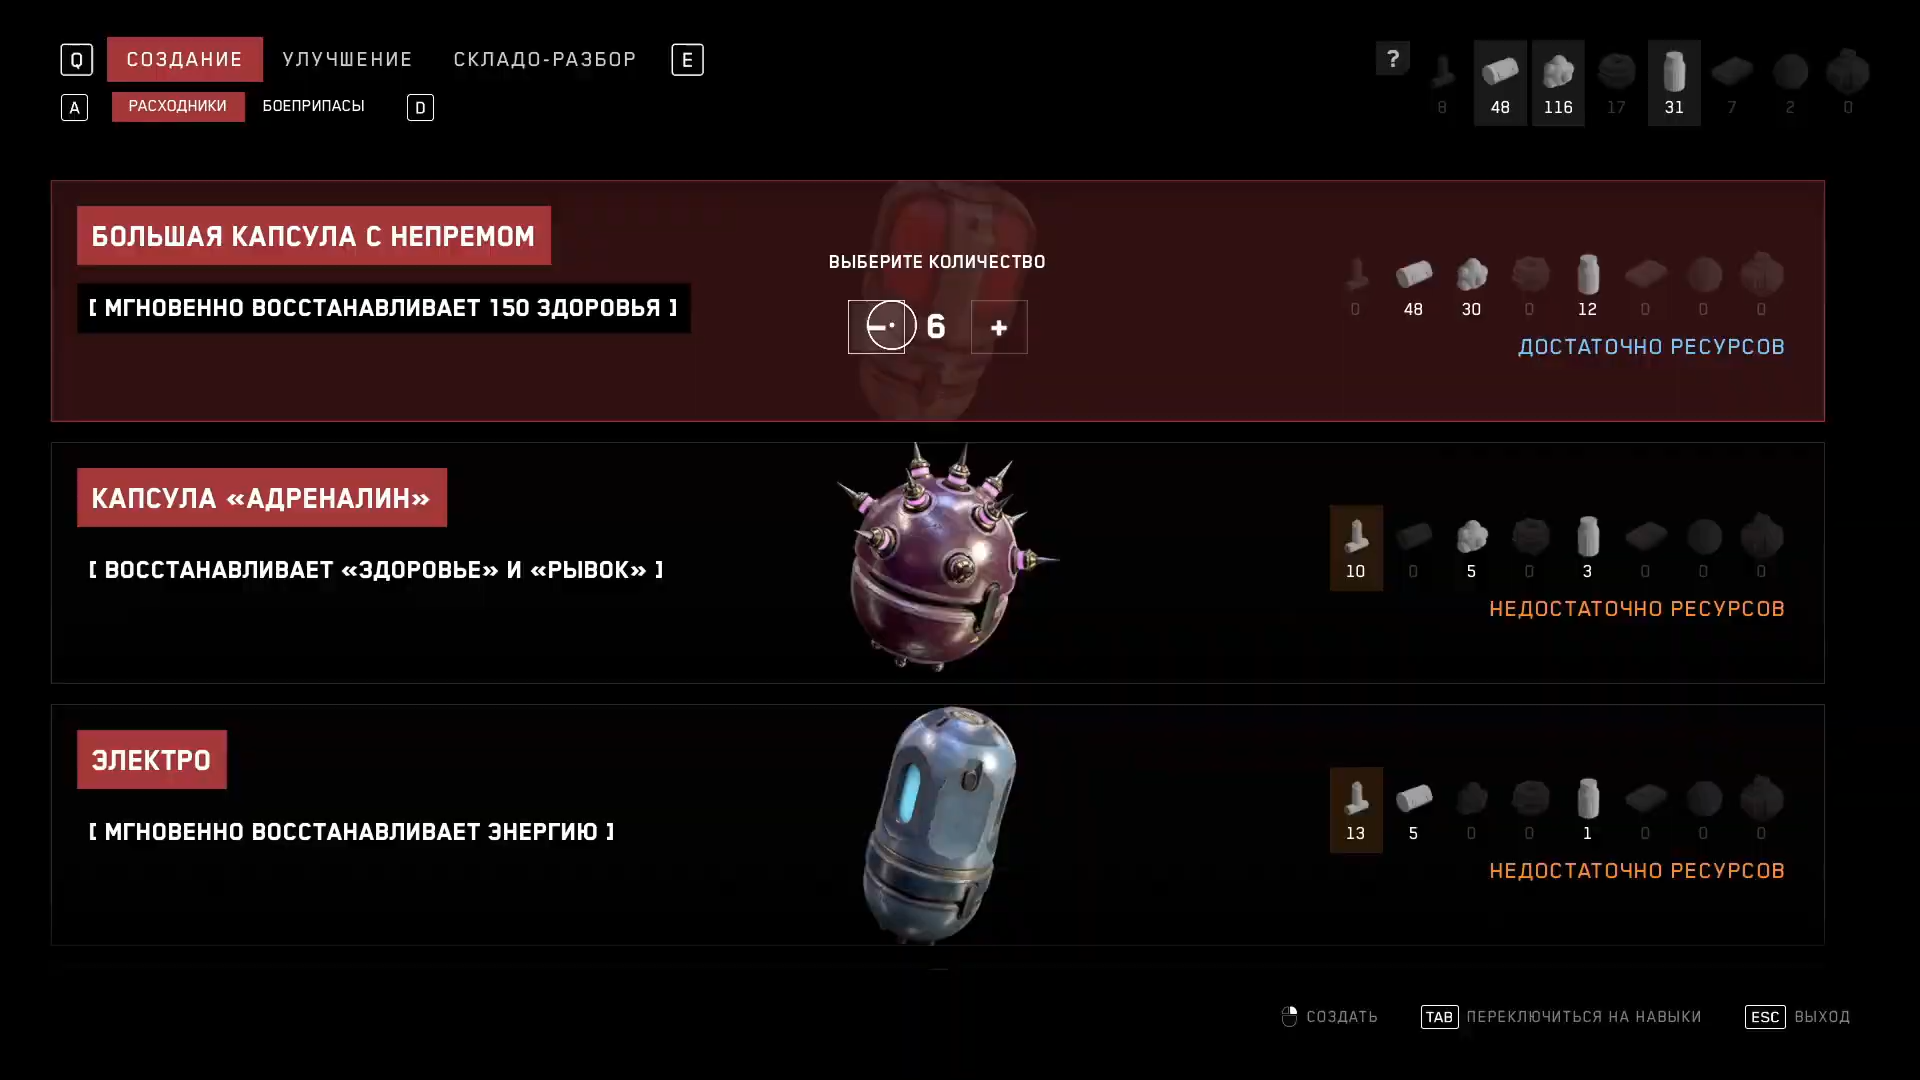 Q СОЗДАНИЕ УЛУЧШЕНИЕ СКЛАДО-РАЗБОР E
A РАСХОДНИКИ БОЕПРИПАСЫ D
?
8 48 116 17 31 7 2 0
БОЛЬШАЯ КАПСУЛА С НЕПРЕМОМ
[ МГНОВЕННО ВОССТАНАВЛИВАЕТ 150 ЗДОРОВЬЯ ]
ВЫБЕРИТЕ КОЛИЧЕСТВО
- 6 +
0 48 30 0 12 0 0 0
ДОСТАТОЧНО РЕСУРСОВ
КАПСУЛА «АДРЕНАЛИН»
[ ВОССТАНАВЛИВАЕТ «ЗДОРОВЬЕ» И «РЫВОК» ]
10 0 5 0 3 0 0 0
НЕДОСТАТОЧНО РЕСУРСОВ
ЭЛЕКТРО
[ МГНОВЕННО ВОССТАНАВЛИВАЕТ ЭНЕРГИЮ ]
13 5 0 0 1 0 0 0
НЕДОСТАТОЧНО РЕСУРСОВ
СОЗДАТЬ TAB ПЕРЕКЛЮЧИТЬСЯ НА НАВЫКИ ESC ВЫХОД